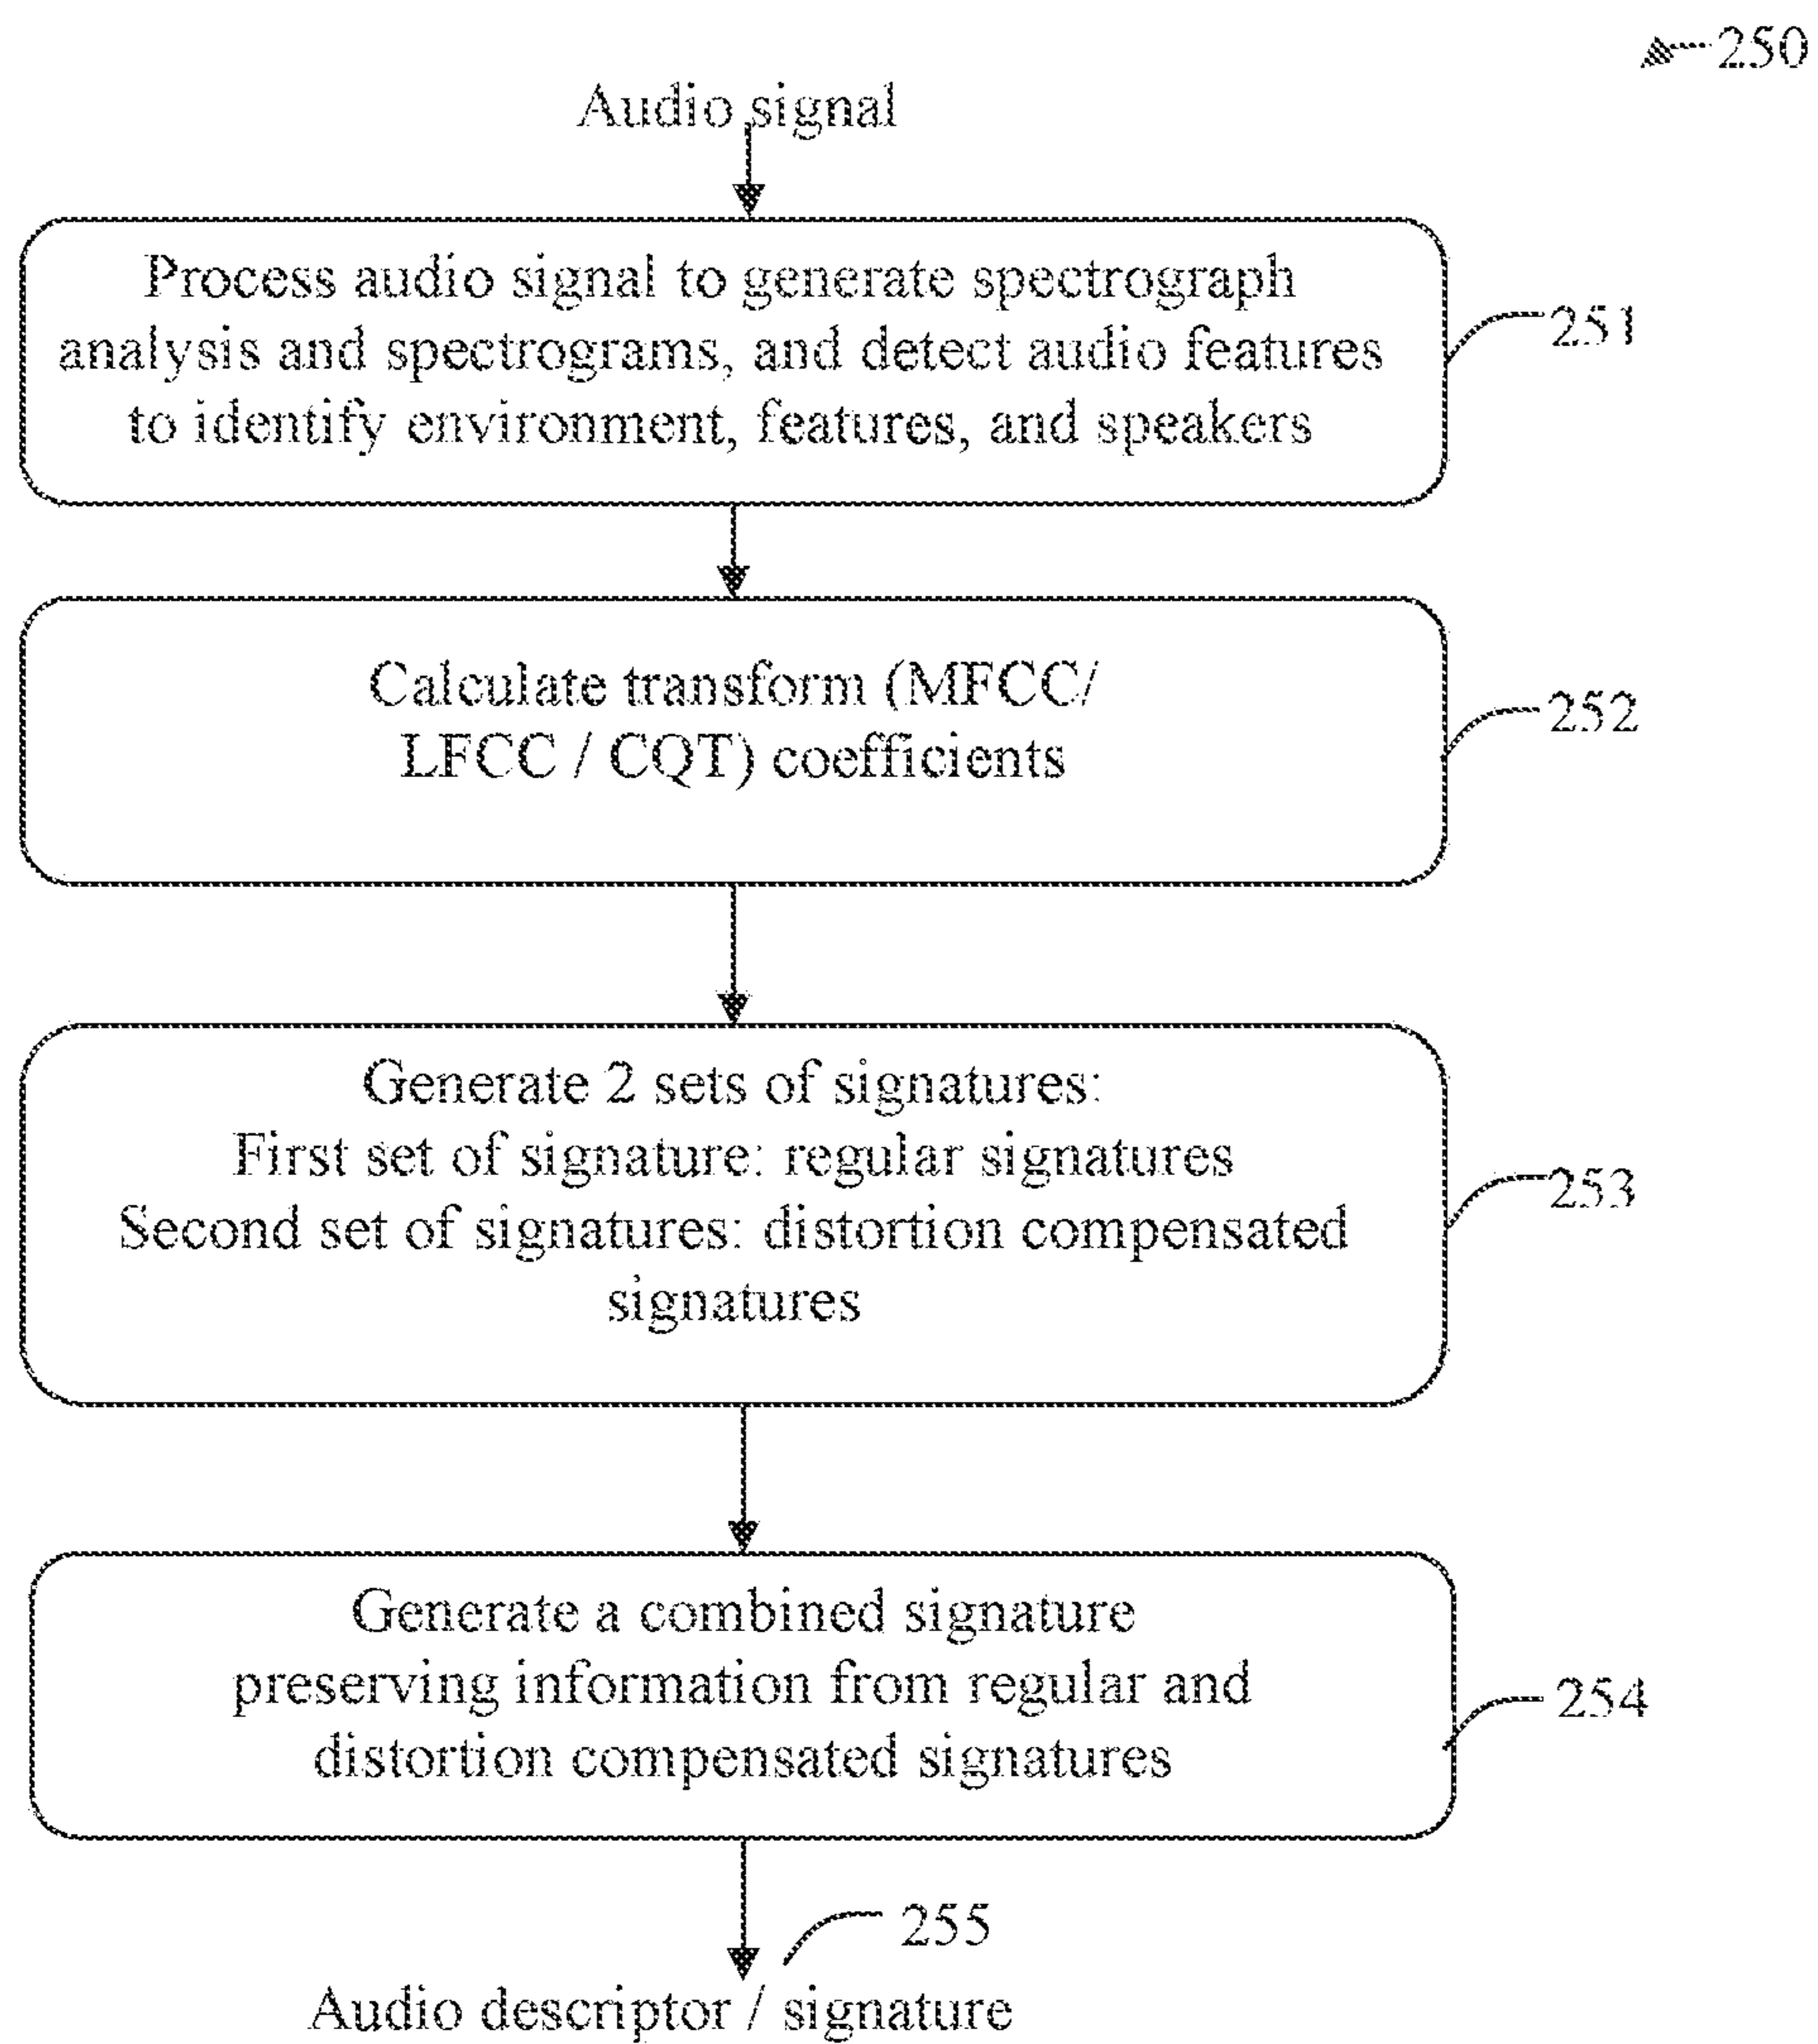 250
Audio signal
Process audio signal to generate spectrograph
analysis and spectrograms, and detect audio features
to identify environment, features, and speakers
251
Calculate transform (MFCC/
LFCC / CQT) coefficients
252
Generate 2 sets of signatures:
First set of signature: regular signatures
Second set of signatures: distortion compensated
signatures
253
Generate a combined signature
preserving information from regular and
distortion compensated signatures
254
255
Audio descriptor / signature